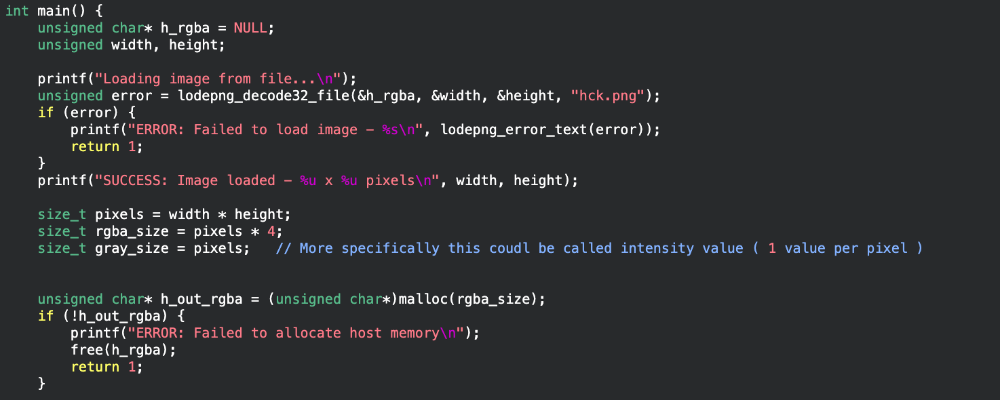 int main() {
    unsigned char* h_rgba = NULL;
    unsigned width, height;

    printf("Loading image from file...\n");
    unsigned error = lodepng_decode32_file(&h_rgba, &width, &height, "hck.png");
    if (error) {
        printf("ERROR: Failed to load image – %s\n", lodepng_error_text(error));
        return 1;
    }
    printf("SUCCESS: Image loaded – %u x %u pixels\n", width, height);

    size_t pixels = width * height;
    size_t rgba_size = pixels * 4;
    size_t gray_size = pixels;   // More specifically this coudl be called intensity value ( 1 value per pixel )


    unsigned char* h_out_rgba = (unsigned char*)malloc(rgba_size);
    if (!h_out_rgba) {
        printf("ERROR: Failed to allocate host memory\n");
        free(h_rgba);
        return 1;
    }